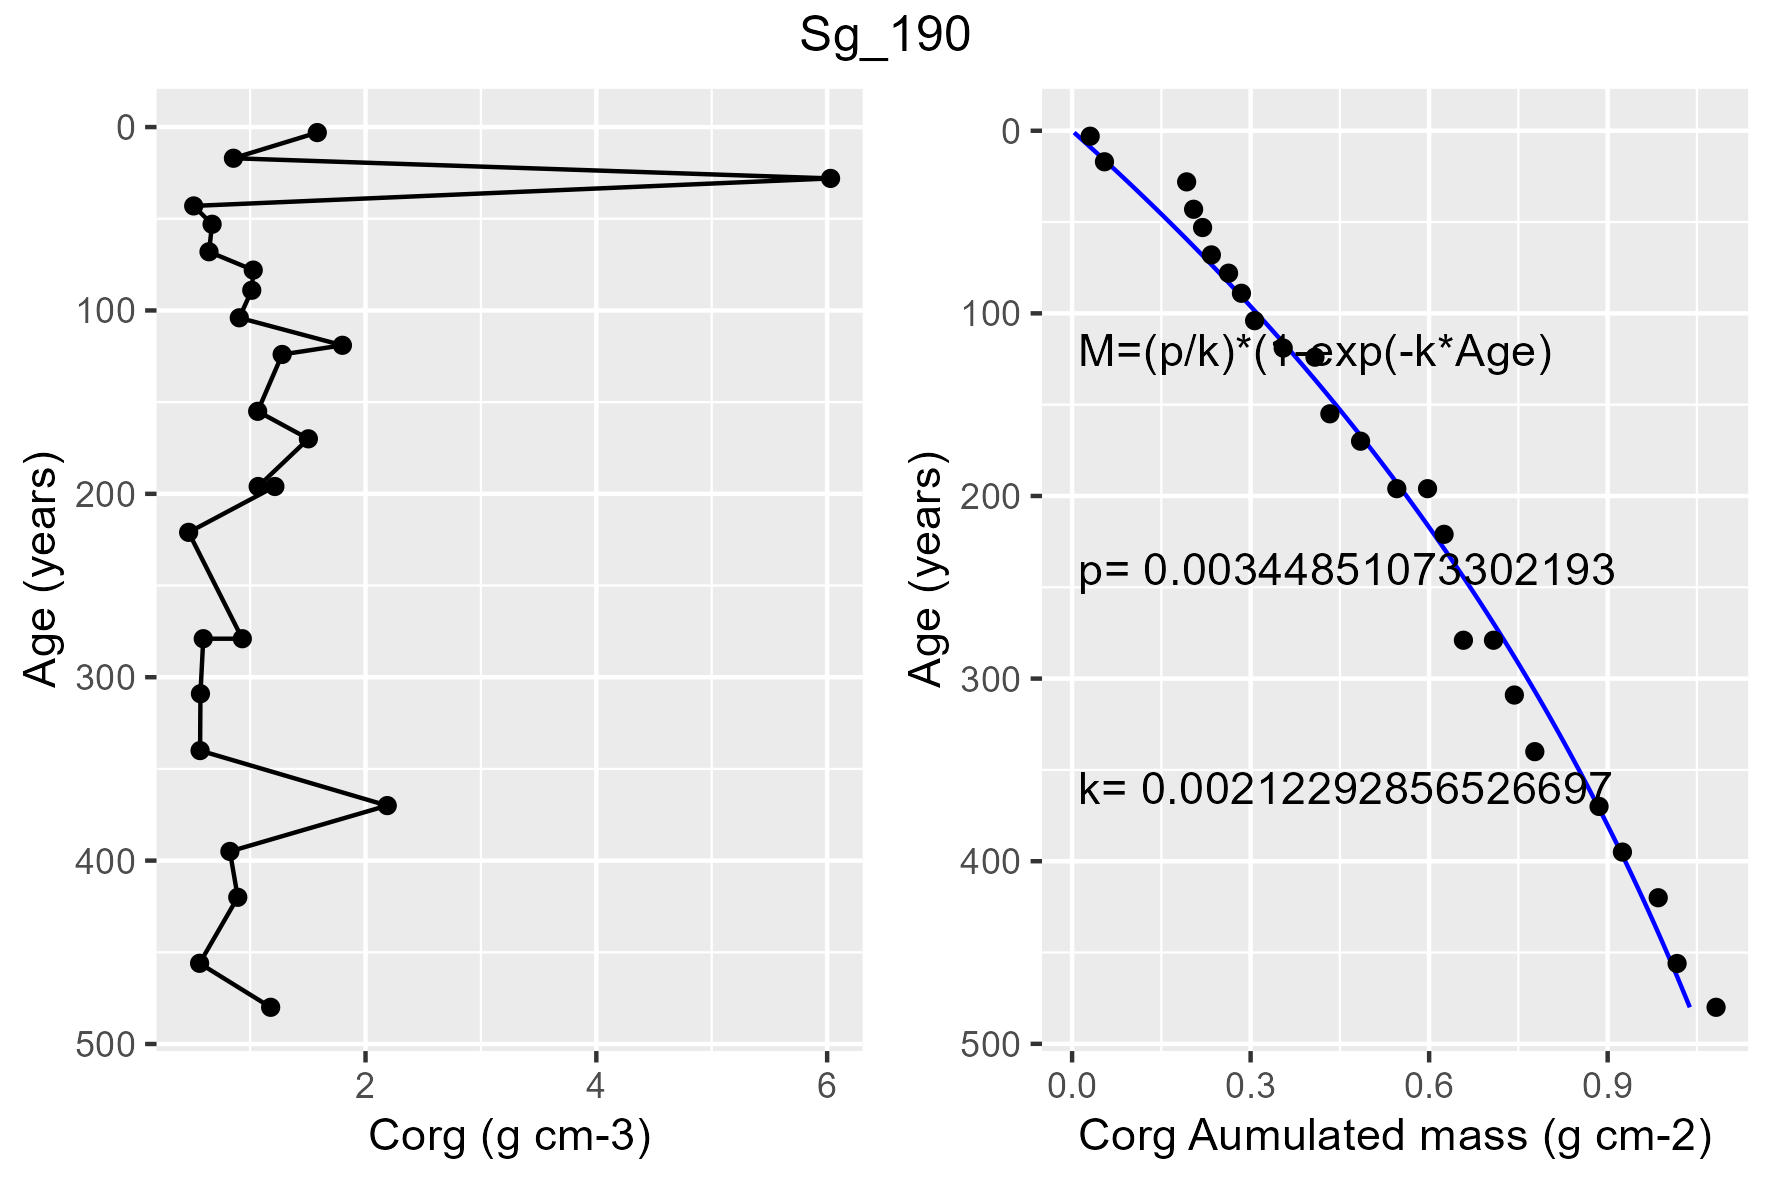 Sg_190
0
100
200
300
400
500
Age (years)
2
4
6
Corg (g cm-3)
0
100
200
300
400
500
Age (years)
M=(p/k)*(1-exp(-k*Age)
p= 0.00344851073302193
k= 0.00212292856526697
0.0
0.3
0.6
0.9
Corg Aumulated mass (g cm-2)